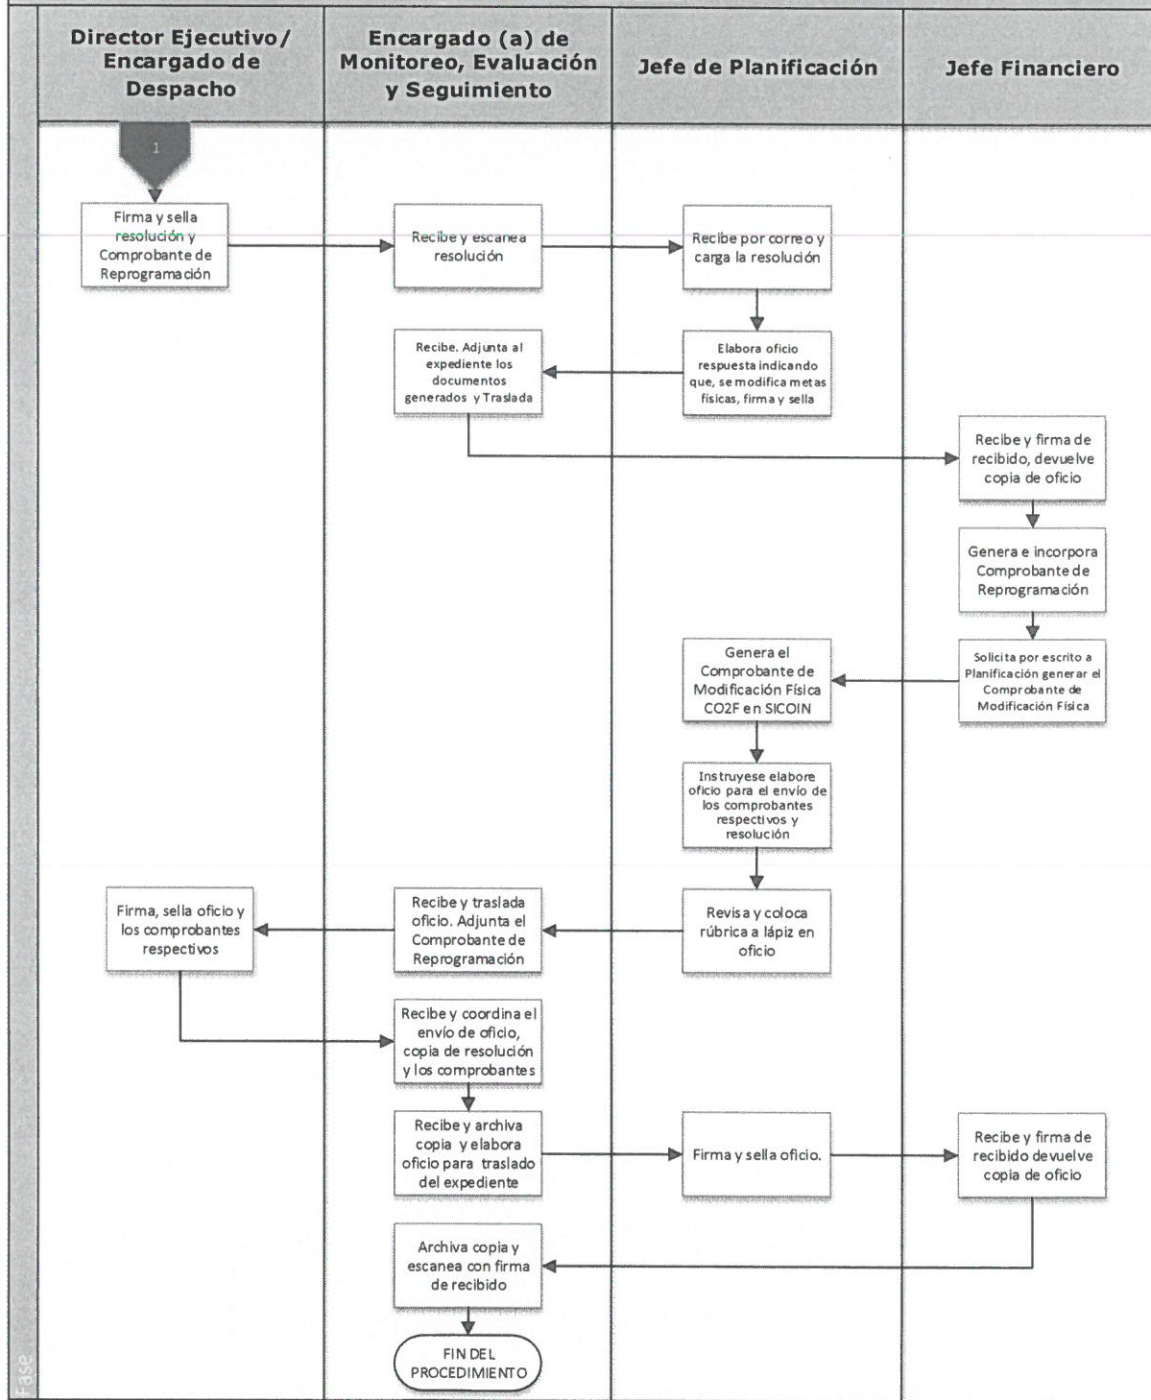 Director Ejecutivo/
Encargado de
Despacho
Encargado (a) de
Monitoreo, Evaluación
y Seguimiento
Jefe de Planificación
Jefe Financiero
1
Firma y sella
resolución y
Comprobante de
Reprogramación
Recibe y escanea
resolución
Recibe por correo y
carga la resolución
Recibe. Adjunta al
expediente los
documentos
generados y Traslada
Elabora oficio
respuesta indicando
que, se modifica metas
físicas, firma y sella
Recibe y firma de
recibido, devuelve
copia de oficio
Genera e incorpora
Comprobante de
Reprogramación
Genera el
Comprobante de
Modificación Física
CO2F en SICOIN
Solicita por escrito a
Planificación generar el
Comprobante de
Modificación Física
Instruyese elabore
oficio para el envío de
los comprobantes
respectivos y
resolución
Firma, sella oficio y
los comprobantes
respectivos
Recibe y traslada
oficio. Adjunta el
Comprobante de
Reprogramación
Revisa y coloca
rúbrica a lápiz en
oficio
Recibe y coordina el
envío de oficio,
copia de resolución
y los comprobantes
Recibe y archiva
copia y elabora
oficio para traslado
del expediente
Firma y sella oficio.
Recibe y firma de
recibido devuelve
copia de oficio
Archiva copia y
escanea con firma
de recibido
FIN DEL
PROCEDIMIENTO
Fase